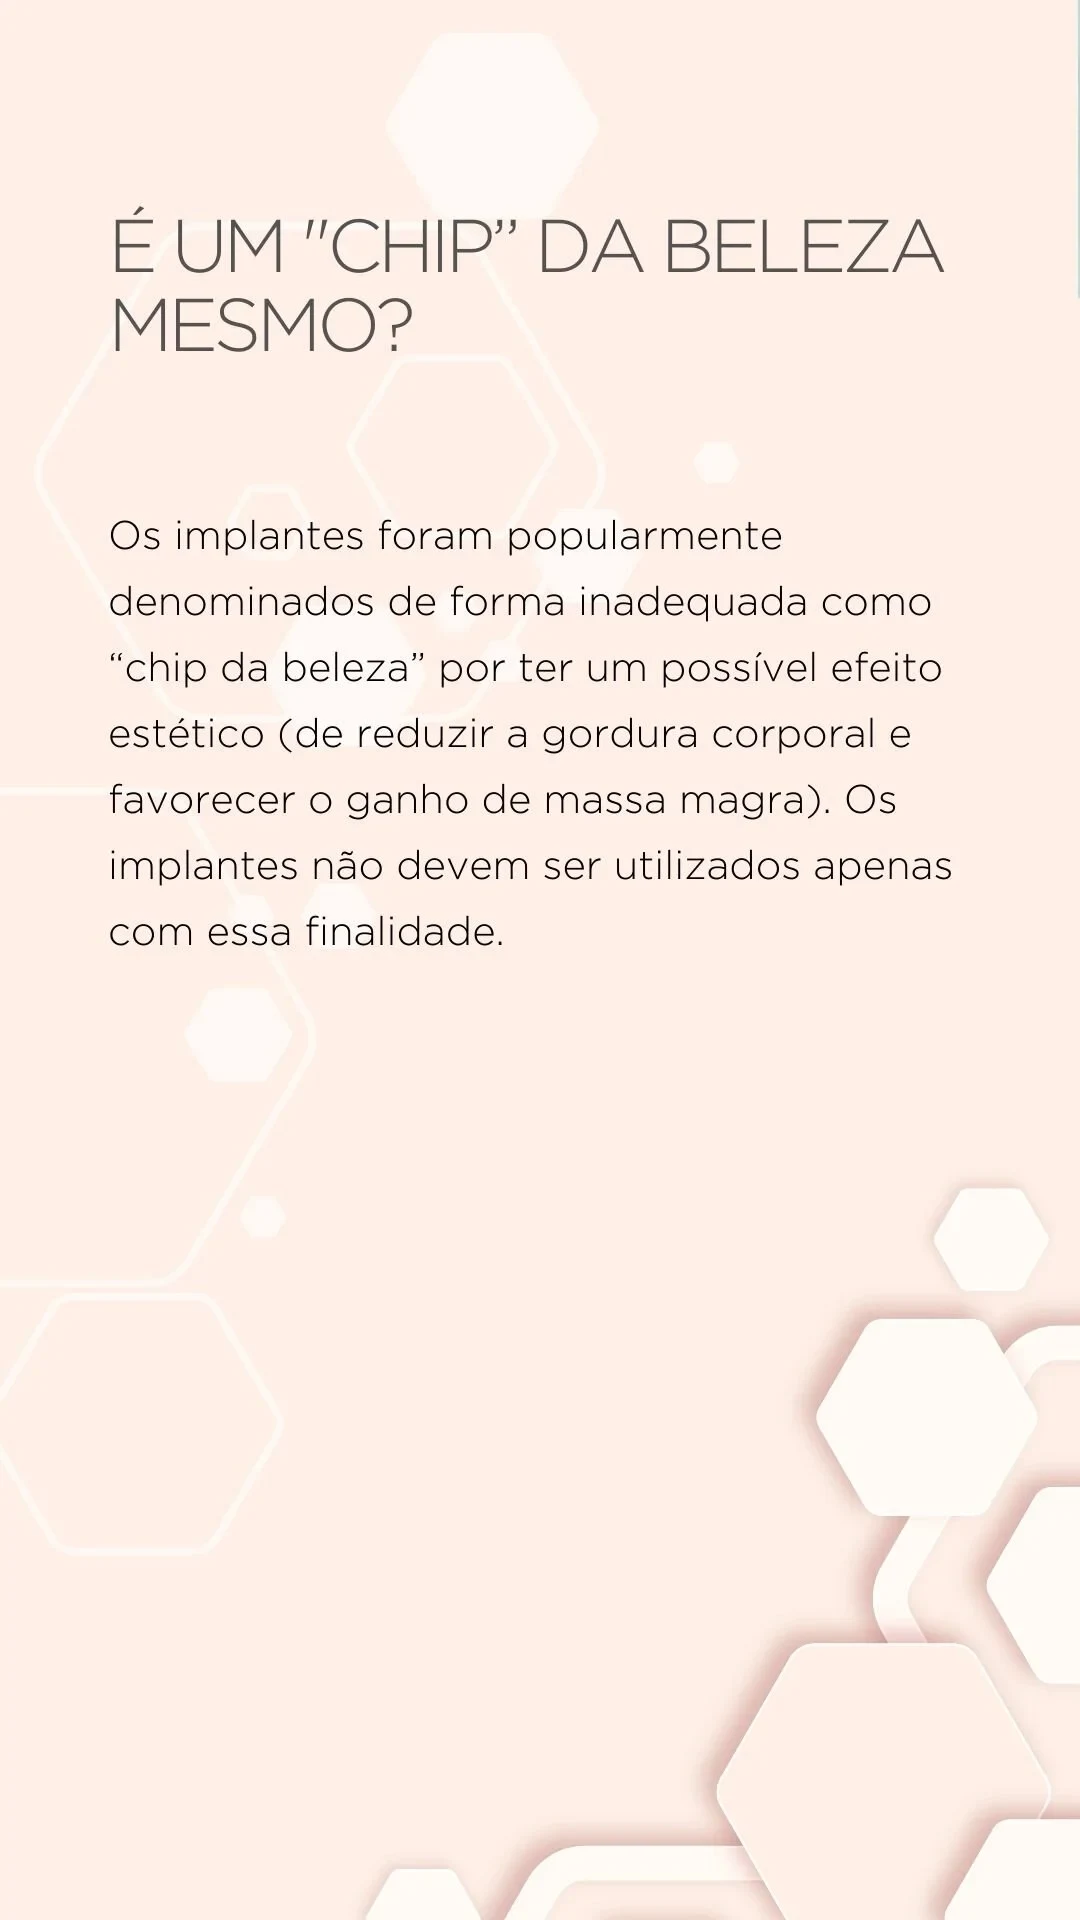 É UM "CHIP” DA BELEZA
MESMO?
Os implantes foram popularmente
denominados de forma inadequada como
“chip da beleza” por ter um possível efeito
estético (de reduzir a gordura corporal e
favorecer o ganho de massa magra). Os
implantes não devem ser utilizados apenas
com essa finalidade.